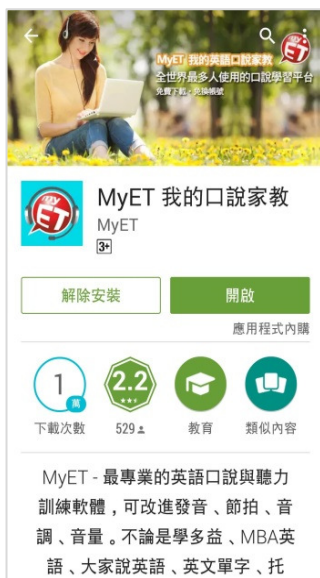 MyET 我的英語口說家教
全世界最多人使用的口說學習平台
免費下載，免換帳號
my
ET
my
ET
MyET 我的口說家教
MyET
3+
解除安裝
開啟
應用程式內購
1
萬
2.2
下載次數
529
教育
類似內容
MyET - 最專業的英語口說與聽力
訓練軟體，可改進發音、節拍、音
調、音量。不論是學多益、MBA英
語、大家說英語、英文單字、托